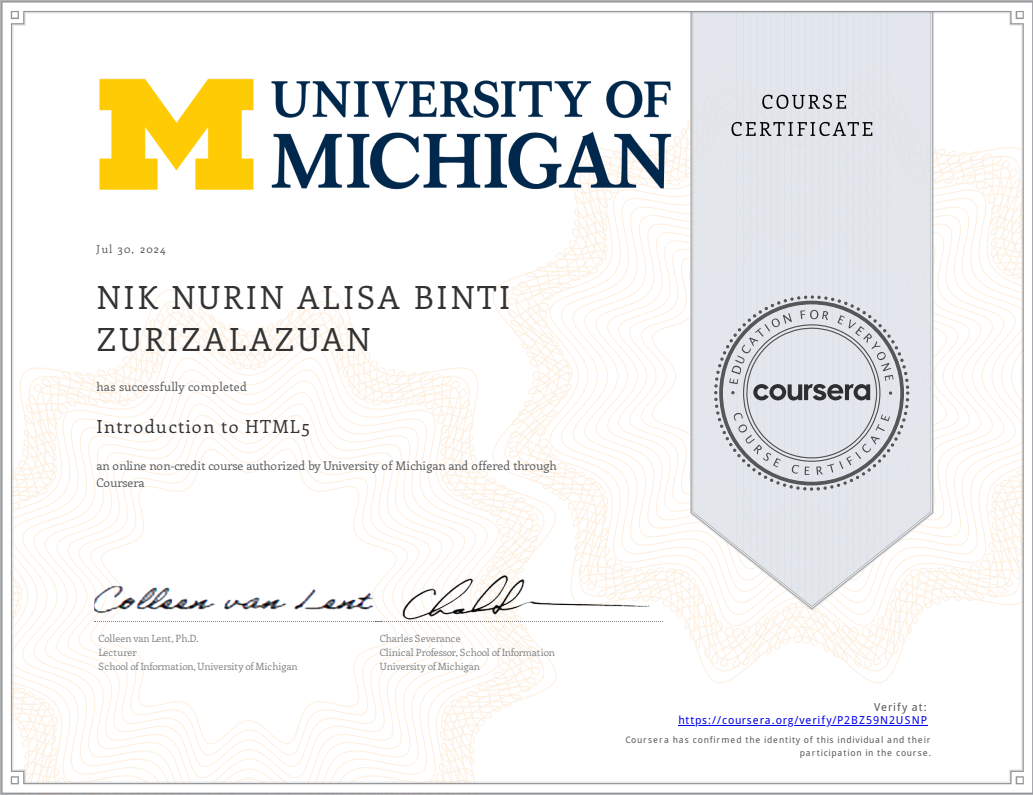 UNIVERSITY OF
MICHIGAN
COURSE
CERTIFICATE
Jul 30, 2024
NIK NURIN ALISA BINTI
ZURIZALAZUAN
has successfully completed
Introduction to HTML5
an online non-credit course authorized by University of Michigan and offered through
Coursera
EDUCATION FOR EVERYONE
coursera
COURSE CERTIFICATE
Colleen van Lent
Colleen van Lent, Ph.D.
Lecturer
School of Information, University of Michigan
Charles Severance
Clinical Professor, School of Information
University of Michigan
Verify at:
https://coursera.org/verify/P2BZ59N2USNP
Coursera has confirmed the identity of this individual and their
participation in the course.